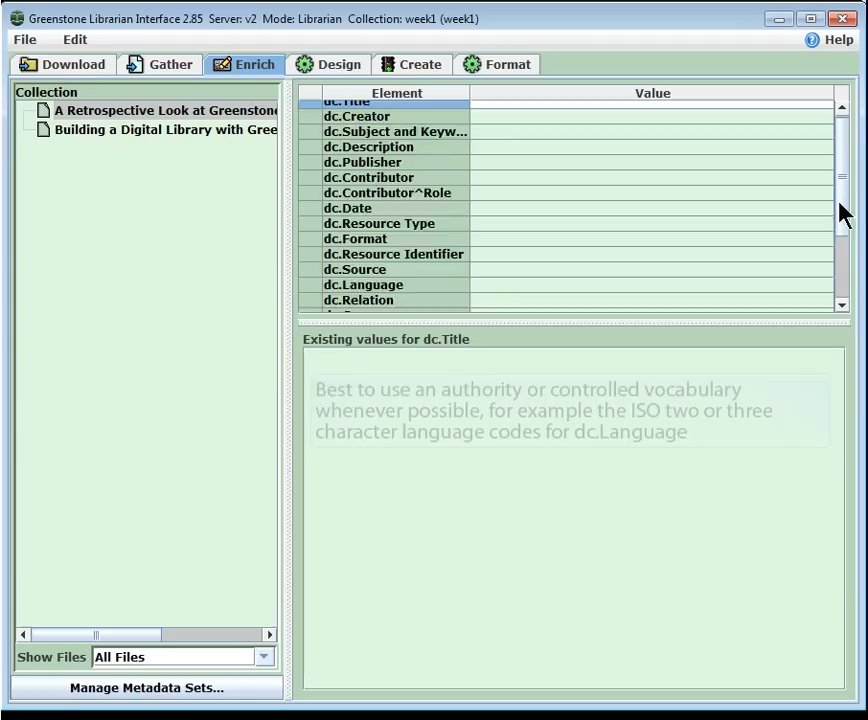 Greenstone Librarian Interface 2.85  Server: v2  Mode: Librarian  Collection: week1 (week1)
File Edit Help
Download Gather Enrich Design Create Format
Collection
A Retrospective Look at Greenstone
Building a Digital Library with Gree
Show Files All Files
Manage Metadata Sets...
Element Value
dc.Title
dc.Creator
dc.Subject and Keyw...
dc.Description
dc.Publisher
dc.Contributor
dc.Contributor^Role
dc.Date
dc.Resource Type
dc.Format
dc.Resource Identifier
dc.Source
dc.Language
dc.Relation
Existing values for dc.Title
Best to use an authority or controlled vocabulary
whenever possible, for example the ISO two or three
character language codes for dc.Language